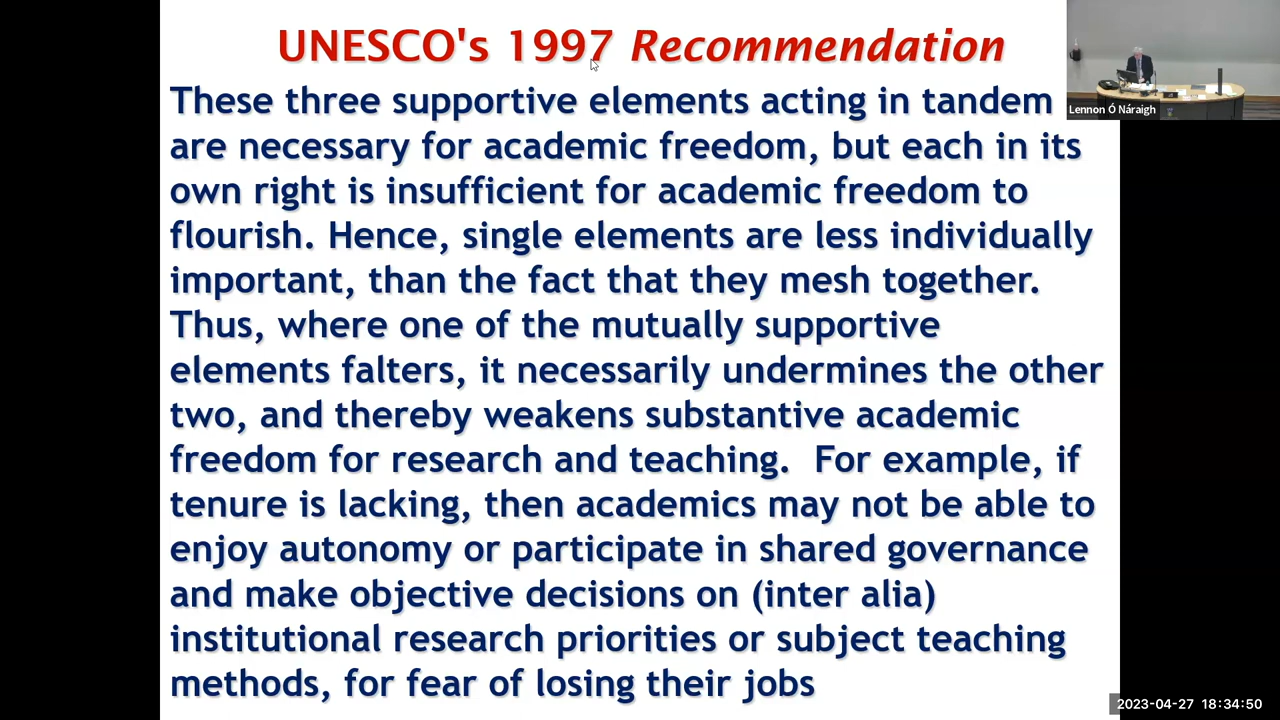 UNESCO's 1997 Recommendation
These three supportive elements acting in tandem
are necessary for academic freedom, but each in its
own right is insufficient for academic freedom to
flourish. Hence, single elements are less individually
important, than the fact that they mesh together.
Thus, where one of the mutually supportive
elements falters, it necessarily undermines the other
two, and thereby weakens substantive academic
freedom for research and teaching.  For example, if
tenure is lacking, then academics may not be able to
enjoy autonomy or participate in shared governance
and make objective decisions on (inter alia)
institutional research priorities or subject teaching
methods, for fear of losing their jobs
Lennon Ó Náraigh
2023-04-27 18:34:50